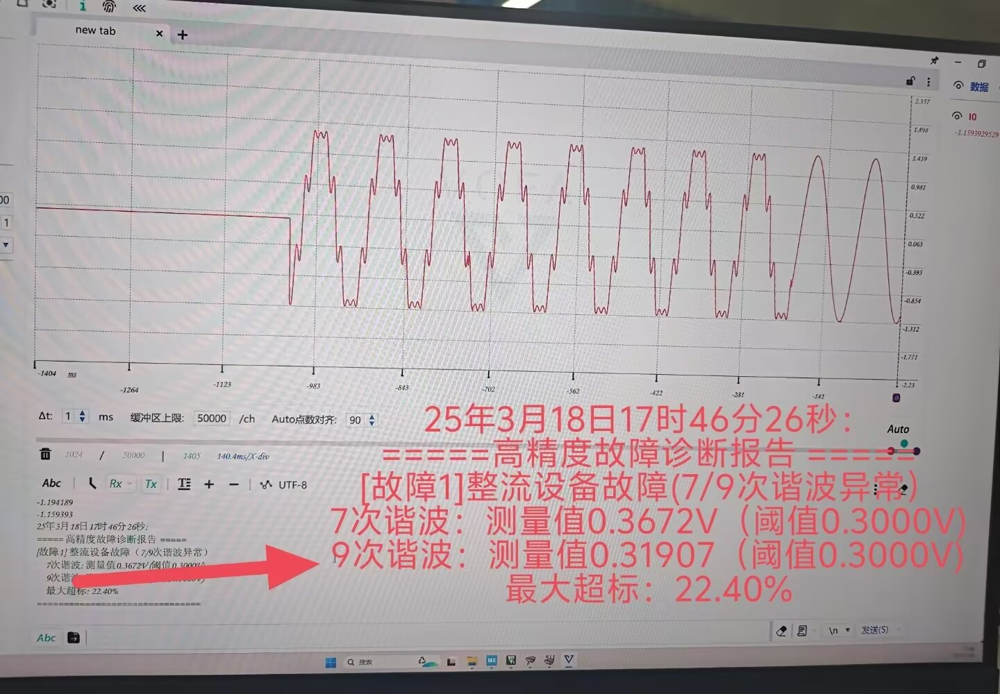 new tab
数据
I0
-1.1593929529
2.357
1.898
1.439
0.981
0.522
0.063
-0.395
-0.854
-1.312
-1.771
-2.23
00
1
-1404
ms
-1264
-1123
-983
-843
-702
-562
-422
-281
-141
0
Δt: 1 ms 缓冲区上限: 50000 /ch Auto点数对齐: 90
Auto
1024 / 50000 | 1405 140.4ms/X-div
Abc Rx Tx UTF-8
-1.194189
-1.159393
25年3月18日17时46分26秒:
===== 高精度故障诊断报告 =====
[故障1] 整流设备故障（7/9次谐波异常）
7次谐波: 测量值0.3672V (阈值0.3000V)
9次谐
最大超标: 22.40%
==============================
25年3月18日17时46分26秒：
=====高精度故障诊断报告 =====
[故障1]整流设备故障(7/9次谐波异常）
7次谐波：测量值0.3672V（阈值0.3000V)
9次谐波：测量值0.31907（阈值0.3000V)
最大超标：22.40%
Abc
\n 发送(S)
搜索
MX